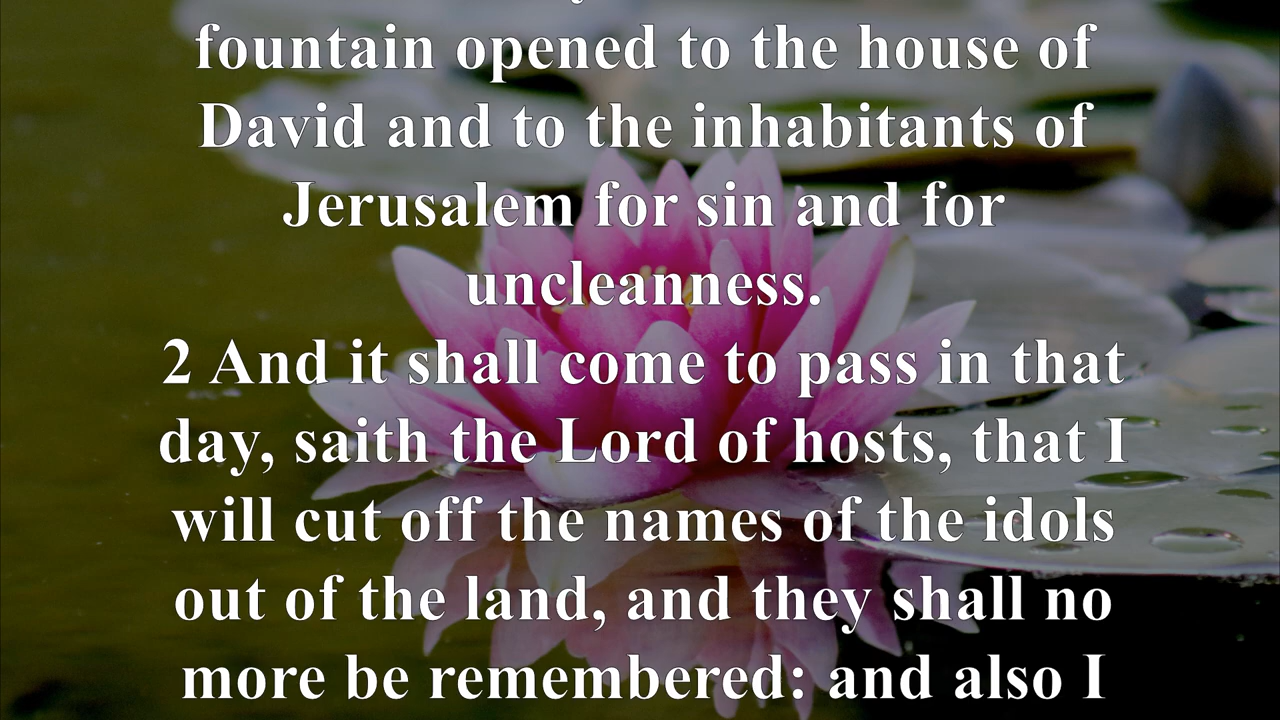 fountain opened to the house of
David and to the inhabitants of
Jerusalem for sin and for
uncleanness.
2 And it shall come to pass in that
day, saith the Lord of hosts, that I
will cut off the names of the idols
out of the land, and they shall no
more be remembered: and also I